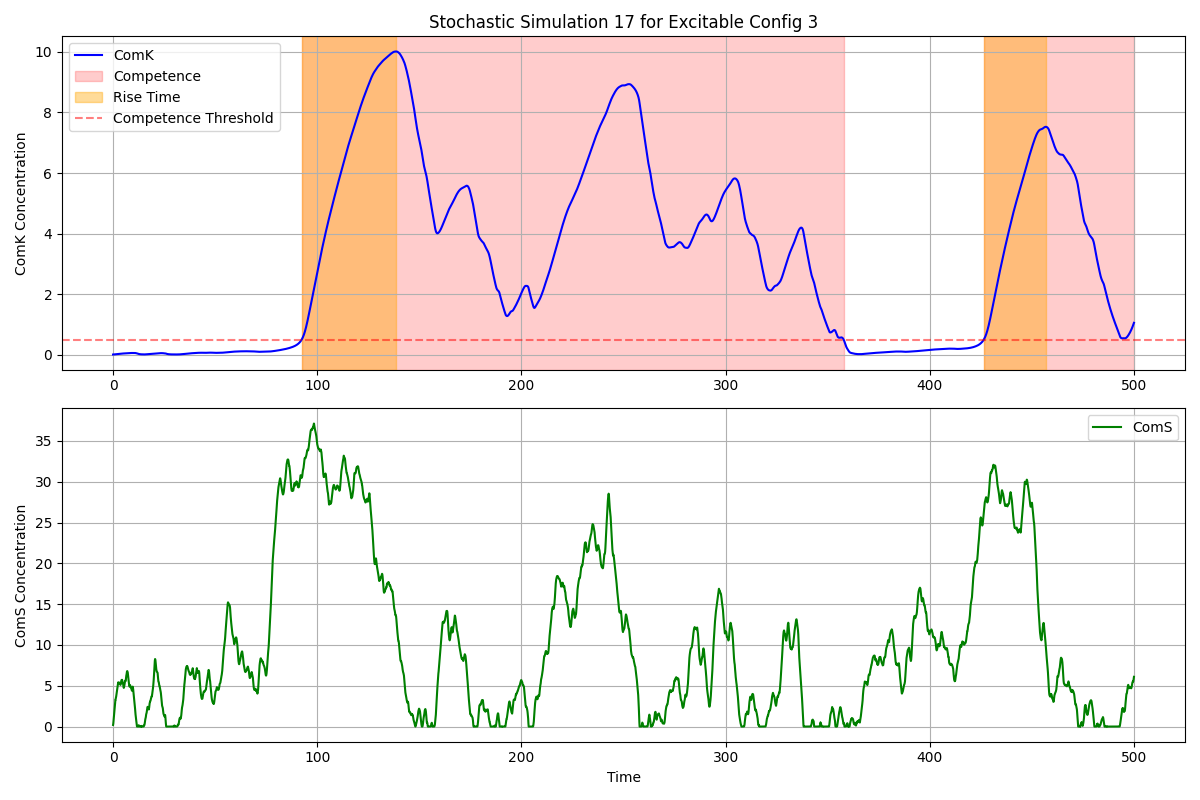 Stochastic Simulation 17 for Excitable Config 3
ComK
Competence
Rise Time
Competence Threshold
ComK Concentration
10
8
6
4
2
0
0 100 200 300 400 500
ComS
ComS Concentration
35
30
25
20
15
10
5
0
0 100 200 300 400 500
Time